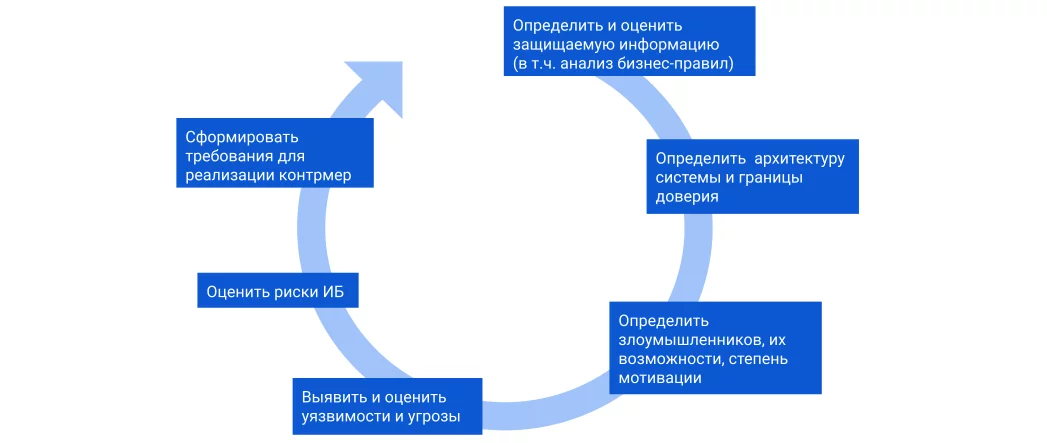 Определить и оценить
защищаемую информацию
(в т.ч. анализ бизнес-правил)
Определить архитектуру
системы и границы
доверия
Определить
злоумышленников, их
возможности, степень
мотивации
Выявить и оценить
уязвимости и угрозы
Оценить риски ИБ
Сформировать
требования для
реализации контрмер